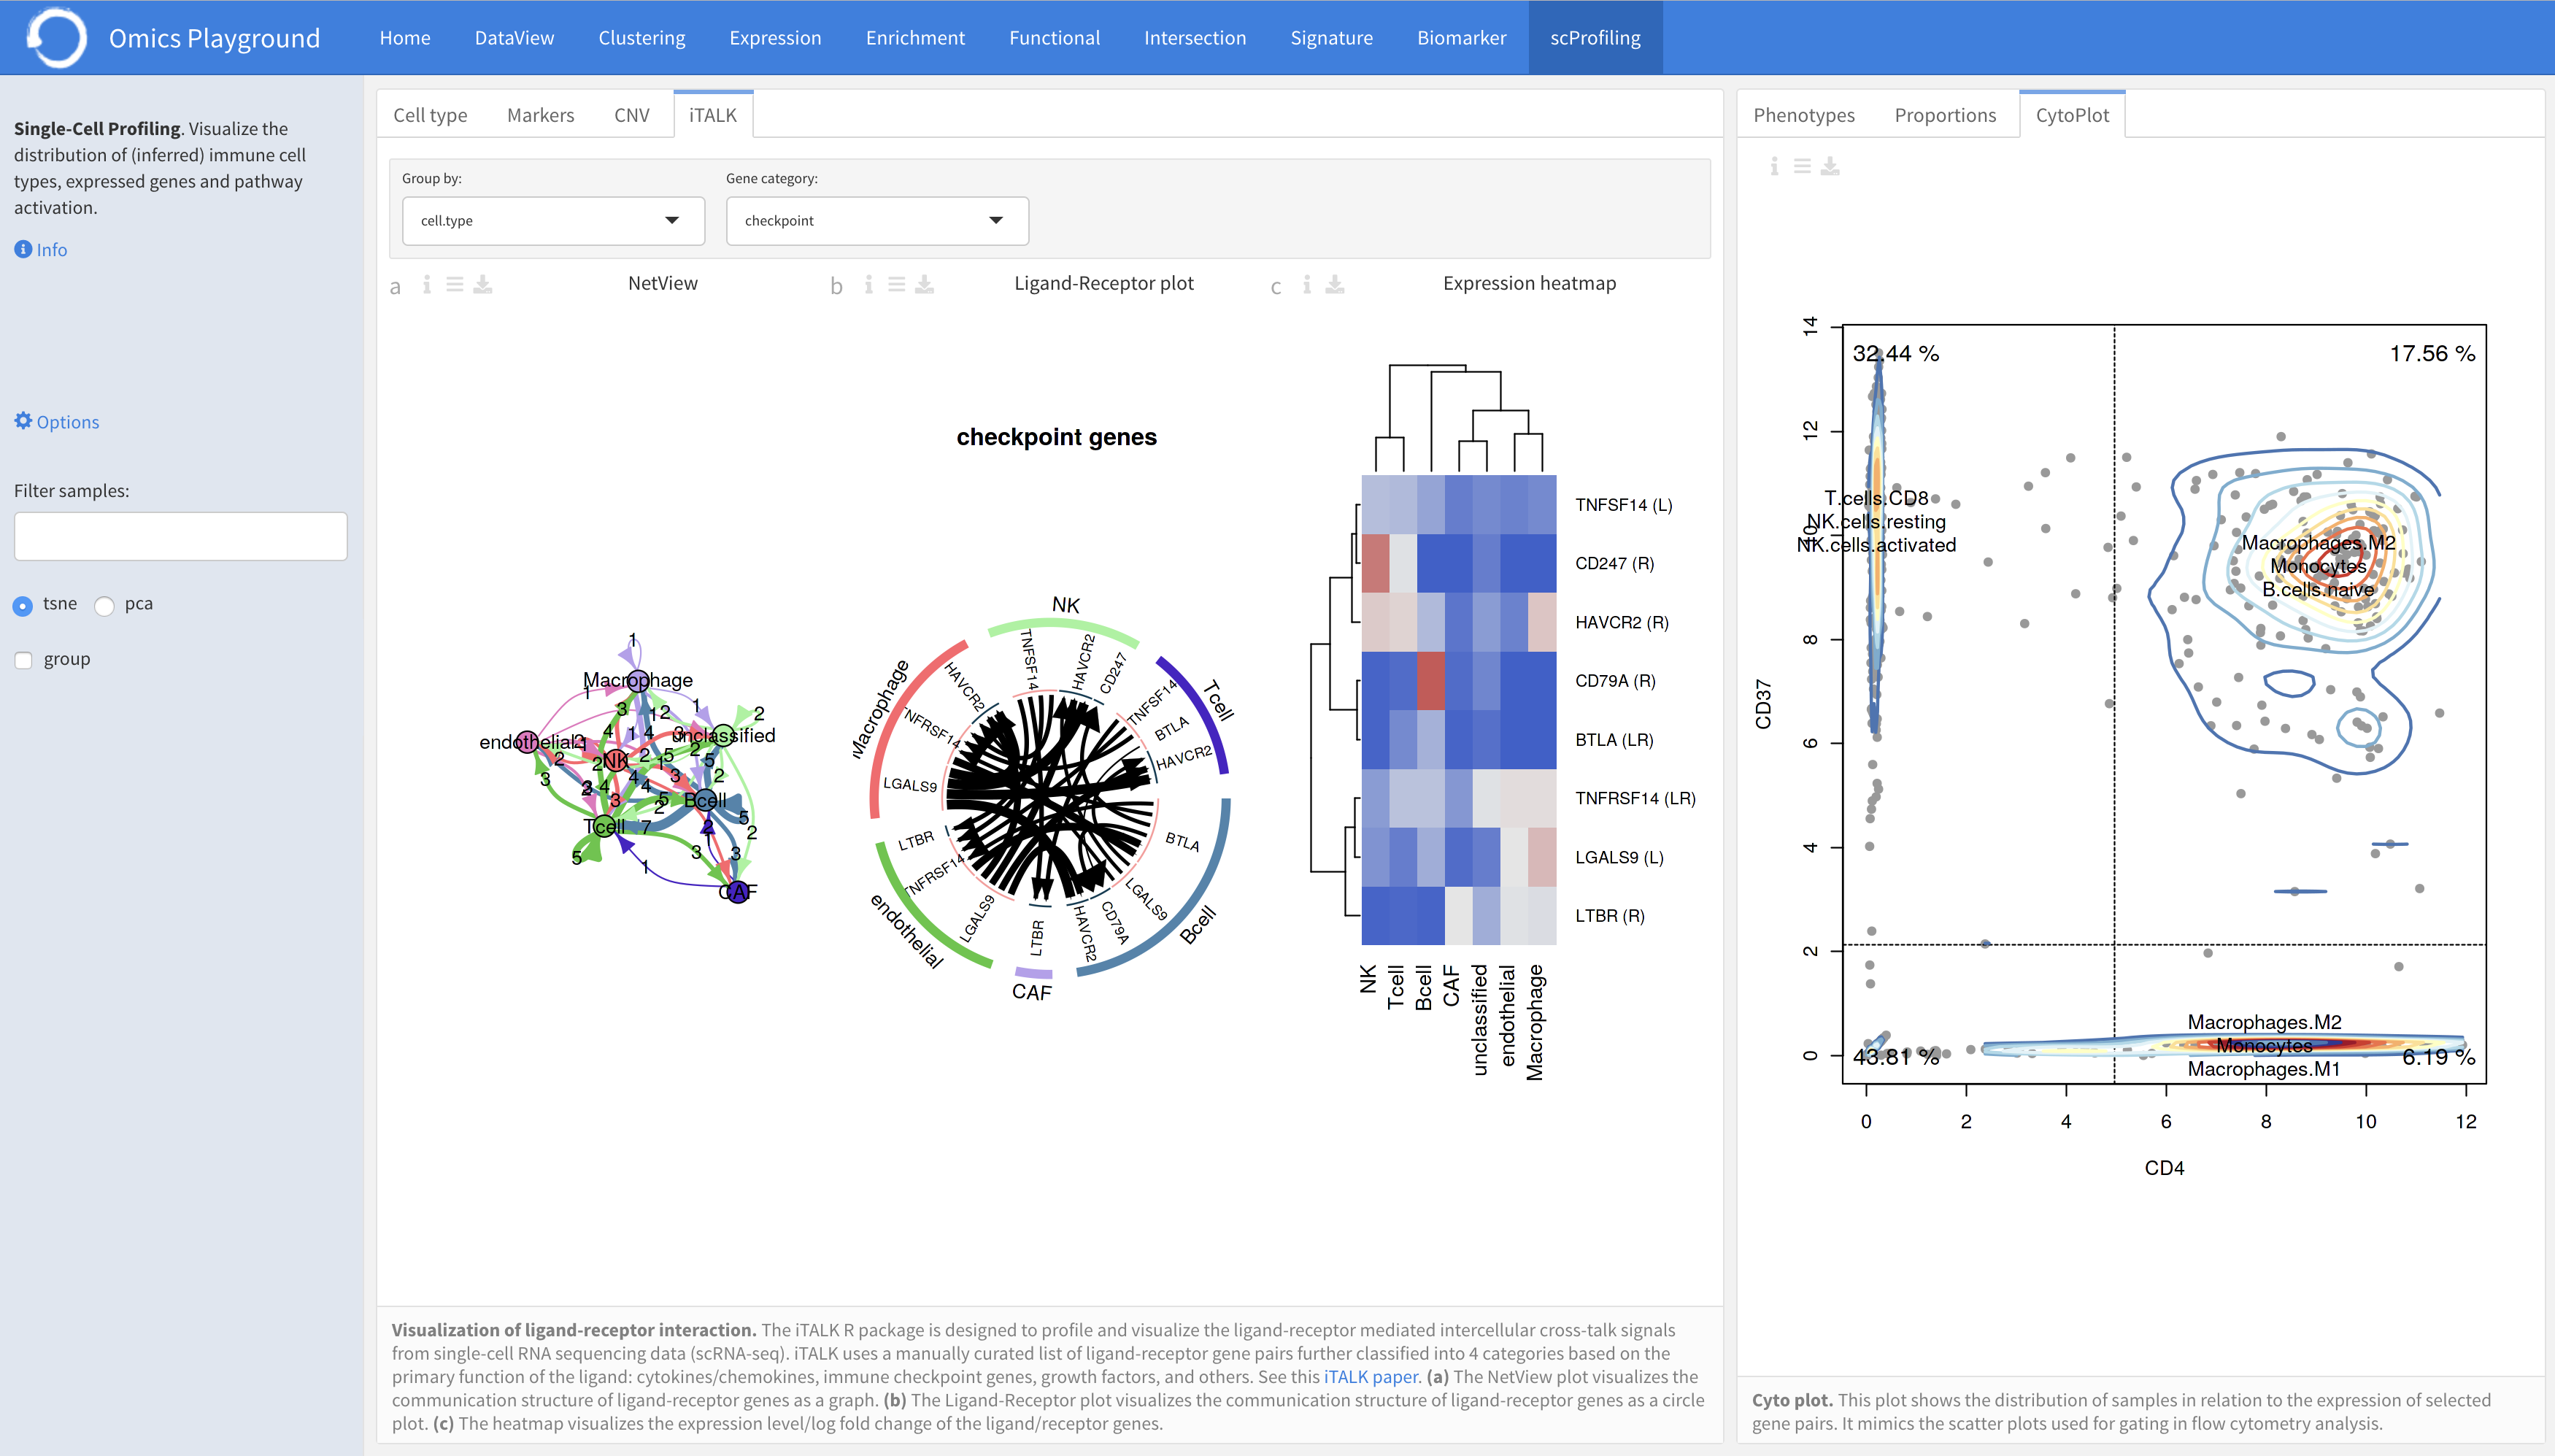 Omics Playground
Home DataView Clustering Expression Enrichment Functional Intersection Signature Biomarker scProfiling
Single-Cell Profiling. Visualize the
distribution of (inferred) immune cell
types, expressed genes and pathway
activation.
Info
Options
Filter samples:
tsne pca
group
Cell type Markers CNV iTALK
Group by: Gene category:
cell.type checkpoint
a NetView
Macrophage
endothelial
unclassified
NK
Bcell
Tcell
CAF
b Ligand-Receptor plot
checkpoint genes
NK
TNFSF14
HAVCR2
CD247
Tcell
TNFSF14
BTLA
HAVCR2
Bcell
BTLA
LGALS9
CD79A
HAVCR2
CAF
LTBR
endothelial
LGALS9
TNFRSF14
LTBR
Macrophage
LGALS9
TNFRSF14
HAVCR2
c Expression heatmap
TNFSF14 (L)
CD247 (R)
HAVCR2 (R)
CD79A (R)
BTLA (LR)
TNFRSF14 (LR)
LGALS9 (L)
LTBR (R)
NK
Tcell
Bcell
CAF
unclassified
endothelial
Macrophage
Visualization of ligand-receptor interaction. The iTALK R package is designed to profile and visualize the ligand-receptor mediated intercellular cross-talk signals
from single-cell RNA sequencing data (scRNA-seq). iTALK uses a manually curated list of ligand-receptor gene pairs further classified into 4 categories based on the
primary function of the ligand: cytokines/chemokines, immune checkpoint genes, growth factors, and others. See this iTALK paper. (a) The NetView plot visualizes the
communication structure of ligand-receptor genes as a graph. (b) The Ligand-Receptor plot visualizes the communication structure of ligand-receptor genes as a circle
plot. (c) The heatmap visualizes the expression level/log fold change of the ligand/receptor genes.
Phenotypes Proportions CytoPlot
32.44 % 17.56 %
T.cells.CD8
NK.cells.resting
NK.cells.activated
Macrophages.M2
Monocytes
B.cells.naive
Macrophages.M2
Monocytes
Macrophages.M1
43.81 % 6.19 %
14
12
10
8
6
4
2
0
CD37
0 2 4 6 8 10 12
CD4
Cyto plot. This plot shows the distribution of samples in relation to the expression of selected
gene pairs. It mimics the scatter plots used for gating in flow cytometry analysis.